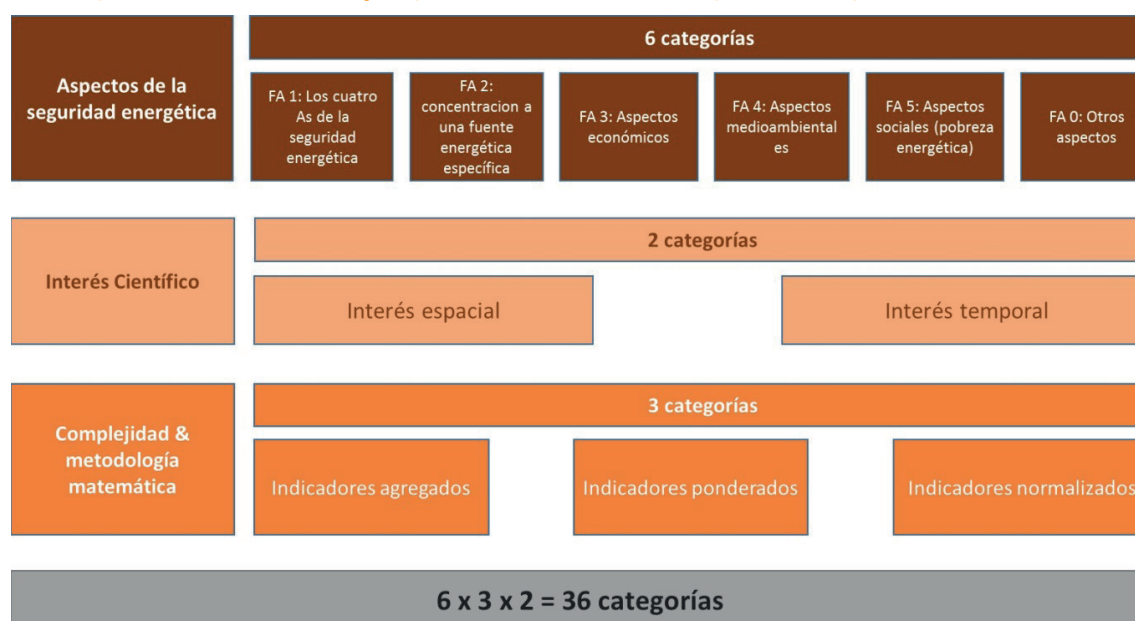 6 categorías
Aspectos de la
seguridad energética
FA 1: Los cuatro
As de la
seguridad
energética
FA 2:
concentracion a
una fuente
energética
específica
FA 3: Aspectos
económicos
FA 4: Aspectos
medioambiental
es
FA 5: Aspectos
sociales (pobreza
energética)
FA 0: Otros
aspectos
2 categorías
Interés Científico
Interés espacial
Interés temporal
3 categorías
Complejidad &
metodología
matemática
Indicadores agregados
Indicadores ponderados
Indicadores normalizados
6 x 3 x 2 = 36 categorías